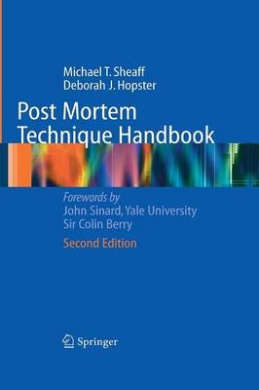 Michael T. Sheaff
Deborah J. Hopster
Post Mortem
Technique Handbook
Forewords by
John Sinard, Yale University
Sir Colin Berry
Second Edition
Springer